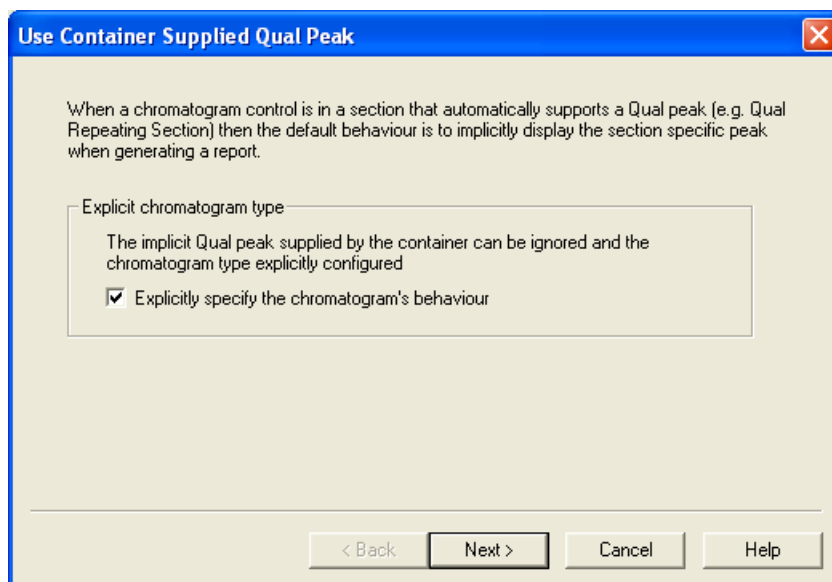 Use Container Supplied Qual Peak
When a chromatogram control is in a section that automatically supports a Qual peak (e.g. Qual
Repeating Section) then the default behaviour is to implicitly display the section specific peak
when generating a report.
Explicit chromatogram type
The implicit Qual peak supplied by the container can be ignored and the
chromatogram type explicitly configured
Explicitly specify the chromatogram's behaviour
< Back Next > Cancel Help